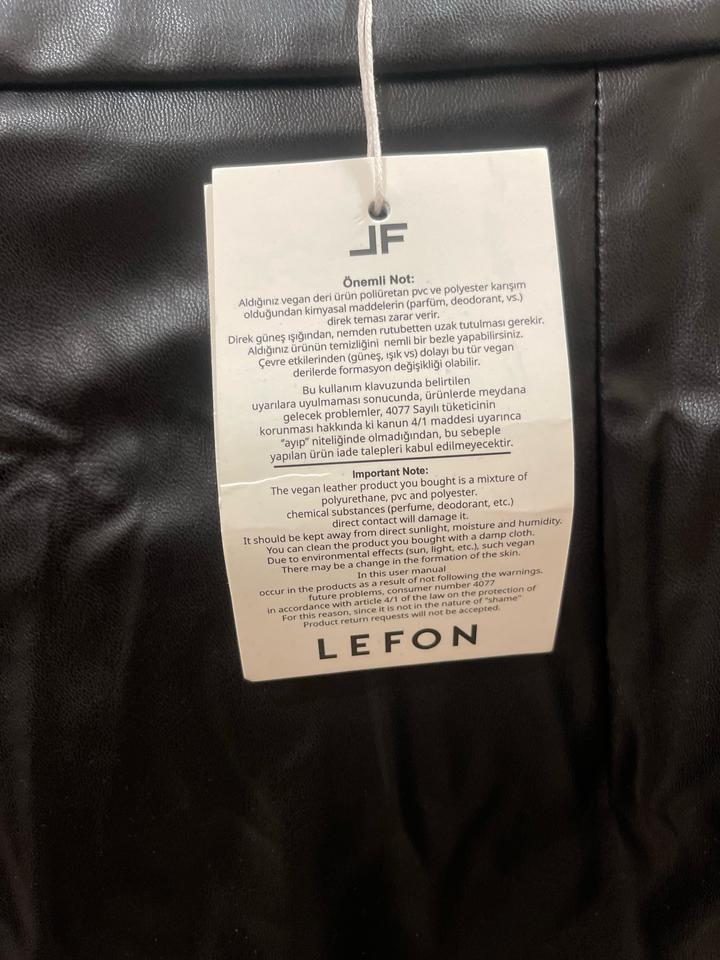 JF
Önemli Not:
Aldığınız vegan deri ürün poliüretan pvc ve polyester karışım
olduğundan kimyasal maddelerin (parfüm, deodorant, vs.)
direk teması zarar verir.
Direk güneş ışığından, nemden rutubetten uzak tutulması gerekir.
Aldığınız ürünün temizliğini nemli bir bezle yapabilirsiniz.
Çevre etkilerinden (güneş, ışık vs) dolayı bu tür vegan
derilerde formasyon değişikliği olabilir.
Bu kullanım klavuzunda belirtilen
uyarılara uyulmaması sonucunda, ürünlerde meydana
gelecek problemler, 4077 Sayılı tüketicinin
korunması hakkında ki kanun 4/1 maddesi uyarınca
"ayıp" niteliğinde olmadığından, bu sebeple
yapılan ürün iade talepleri kabul edilmeyecektir.
Important Note:
The vegan leather product you bought is a mixture of
polyurethane, pvc and polyester.
chemical substances (perfume, deodorant, etc.)
direct contact will damage it.
It should be kept away from direct sunlight, moisture and humidity.
You can clean the product you bought with a damp cloth.
Due to environmental effects (sun, light, etc.), such vegan
There may be a change in the formation of the skin.
In this user manual
occur in the products as a result of not following the warnings.
future problems, consumer number 4077
in accordance with article 4/1 of the law on the protection of
For this reason, since it is not in the nature of "shame"
Product return requests will not be accepted.
LEFON